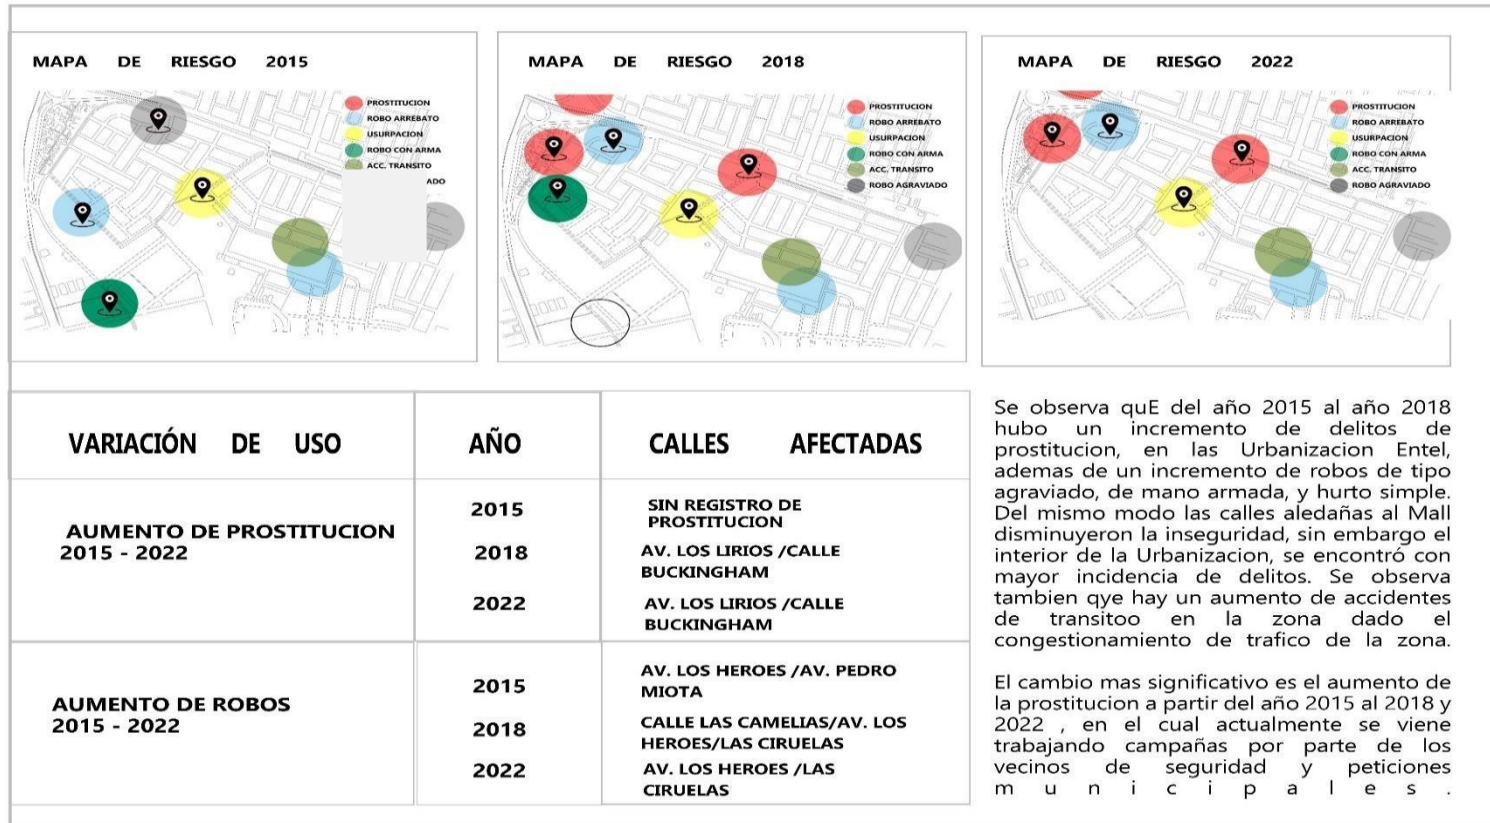 MAPA DE RIESGO 2015
PROSTITUCION
ROBO ARREBATO
USURPACION
ROBO CON ARMA
ACC. TRANSITO
ADO
MAPA DE RIESGO 2018
PROSTITUCION
ROBO ARREBATO
USURPACION
ROBO CON ARMA
ACC. TRANSITO
ROBO AGRAVIADO
MAPA DE RIESGO 2022
PROSTITUCION
ROBO ARREBATO
USURPACION
ROBO CON ARMA
ACC. TRANSITO
ROBO AGRAVIADO
VARIACIÓN DE USO
AÑO
CALLES AFECTADAS
AUMENTO DE PROSTITUCION
2015 - 2022
2015
SIN REGISTRO DE
PROSTITUCION
2018
AV. LOS LIRIOS /CALLE
BUCKINGHAM
2022
AV. LOS LIRIOS /CALLE
BUCKINGHAM
AUMENTO DE ROBOS
2015 - 2022
2015
AV. LOS HEROES /AV. PEDRO
MIOTA
2018
CALLE LAS CAMELIAS/AV. LOS
HEROES/LAS CIRUELAS
2022
AV. LOS HEROES /LAS
CIRUELAS
Se observa quE del año 2015 al año 2018
hubo un incremento de delitos de
prostitucion, en las Urbanizacion Entel,
ademas de un incremento de robos de tipo
agraviado, de mano armada, y hurto simple.
Del mismo modo las calles aledañas al Mall
disminuyeron la inseguridad, sin embargo el
interior de la Urbanizacion, se encontró con
mayor incidencia de delitos. Se observa
tambien qye hay un aumento de accidentes
de transitoo en la zona dado el
congestionamiento de trafico de la zona.
El cambio mas significativo es el aumento de
la prostitucion a partir del año 2015 al 2018 y
2022 , en el cual actualmente se viene
trabajando campañas por parte de los
vecinos de seguridad y peticiones
m u n i c i p a l e s .